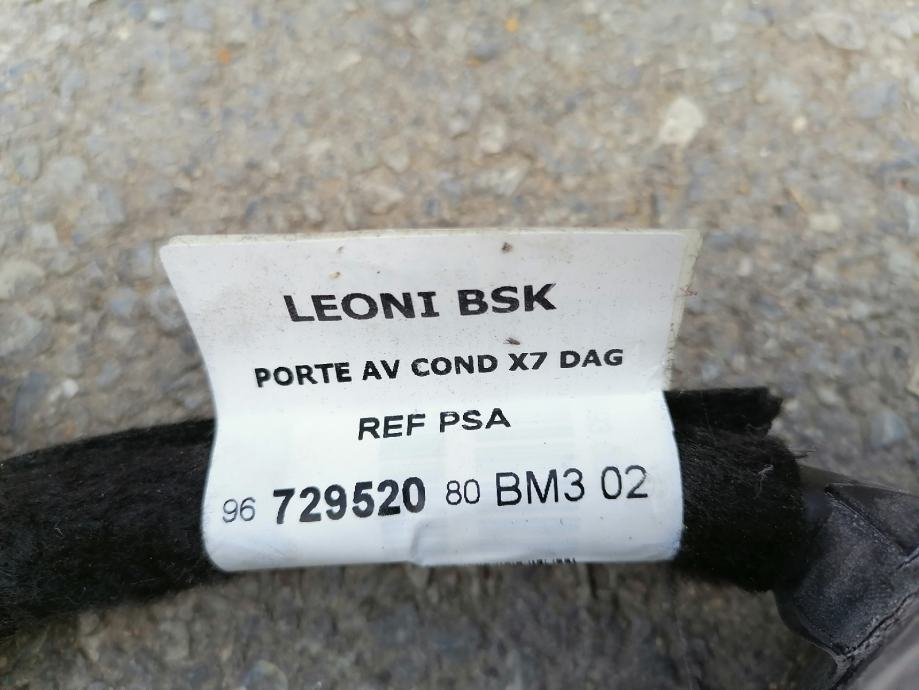 LEONI BSK
PORTE AV COND X7 DAG
REF PSA
96 729520 80 BM3 02